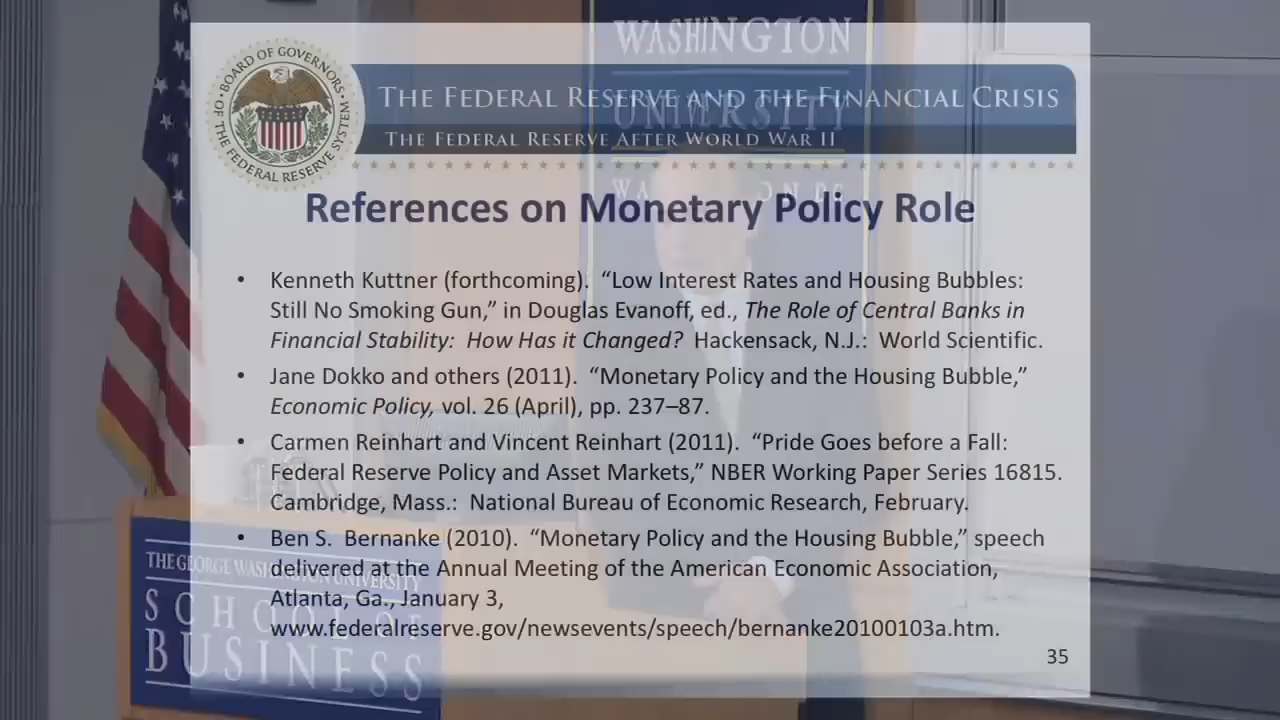 WASHINGTON
UNIVERSITY
BOARD OF GOVERNORS
OF THE FEDERAL RESERVE SYSTEM
THE FEDERAL RESERVE AND THE FINANCIAL CRISIS
THE FEDERAL RESERVE AFTER WORLD WAR II
References on Monetary Policy Role
• Kenneth Kuttner (forthcoming). “Low Interest Rates and Housing Bubbles:
Still No Smoking Gun,” in Douglas Evanoff, ed., The Role of Central Banks in
Financial Stability: How Has it Changed? Hackensack, N.J.: World Scientific.
• Jane Dokko and others (2011). “Monetary Policy and the Housing Bubble,”
Economic Policy, vol. 26 (April), pp. 237–87.
• Carmen Reinhart and Vincent Reinhart (2011). “Pride Goes before a Fall:
Federal Reserve Policy and Asset Markets,” NBER Working Paper Series 16815.
Cambridge, Mass.: National Bureau of Economic Research, February.
• Ben S. Bernanke (2010). “Monetary Policy and the Housing Bubble,” speech
delivered at the Annual Meeting of the American Economic Association,
Atlanta, Ga., January 3,
www.federalreserve.gov/newsevents/speech/bernanke20100103a.htm.
35
THE GEORGE WASHINGTON UNIVERSITY
SCHOOL OF
BUSINESS